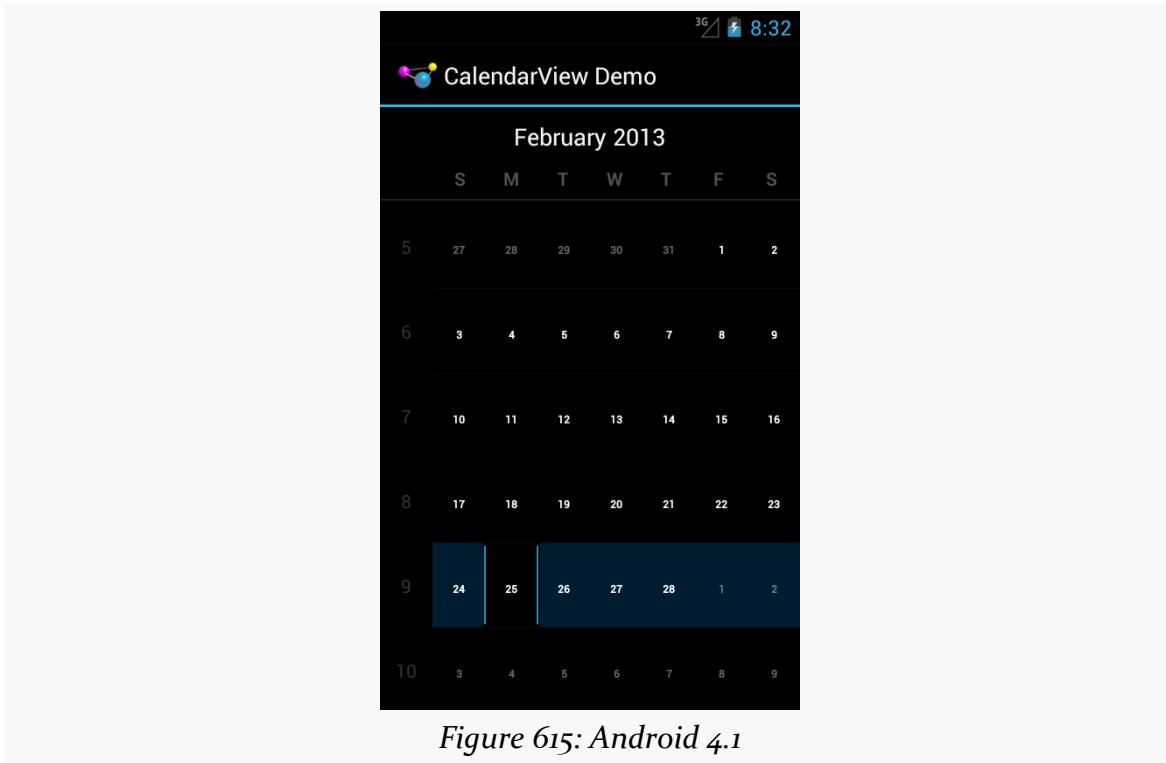 3G 8:32
CalendarView Demo
February 2013
S M T W T F S
5 27 28 29 30 31 1 2
6 3 4 5 6 7 8 9
7 10 11 12 13 14 15 16
8 17 18 19 20 21 22 23
9 24 25 26 27 28 1 2
10 3 4 5 6 7 8 9
Figure 615: Android 4.1